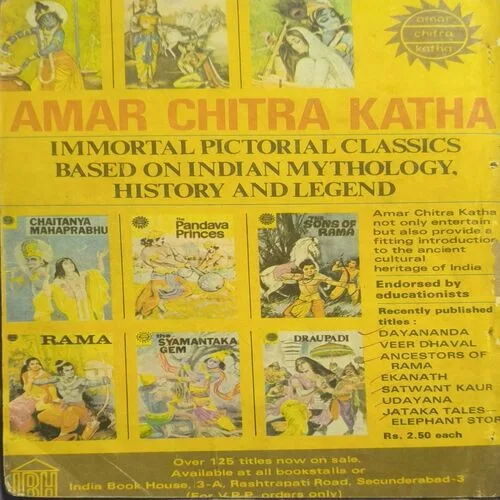 amar
chitra
katha
AMAR CHITRA KATHA
IMMORTAL PICTORIAL CLASSICS
BASED ON INDIAN MYTHOLOGY,
HISTORY AND LEGEND
CHAITANYA
MAHAPRABHU
the
Pandava
Princes
THE SONS OF
RAMA
RAMA
the
SYAMANTAKA
GEM
DRAUPADI
Amar Chitra Katha
not only entertain
but also provide a
fitting introduction
to the ancient
cultural
heritage of India
Endorsed by
educationists
Recently published
titles:
DAYANANDA
VEER DHAVAL
ANCESTORS OF
RAMA
EKANATH
SATWANT KAUR
UDAYANA
JATAKA TALES—
ELEPHANT STOR
Rs. 2.50 each
IBH
Over 125 titles now on sale.
Available at all bookstalls or
India Book House, 3-A, Rashtrapati Road, Secunderabad-3
(For V.P.P. orders only)